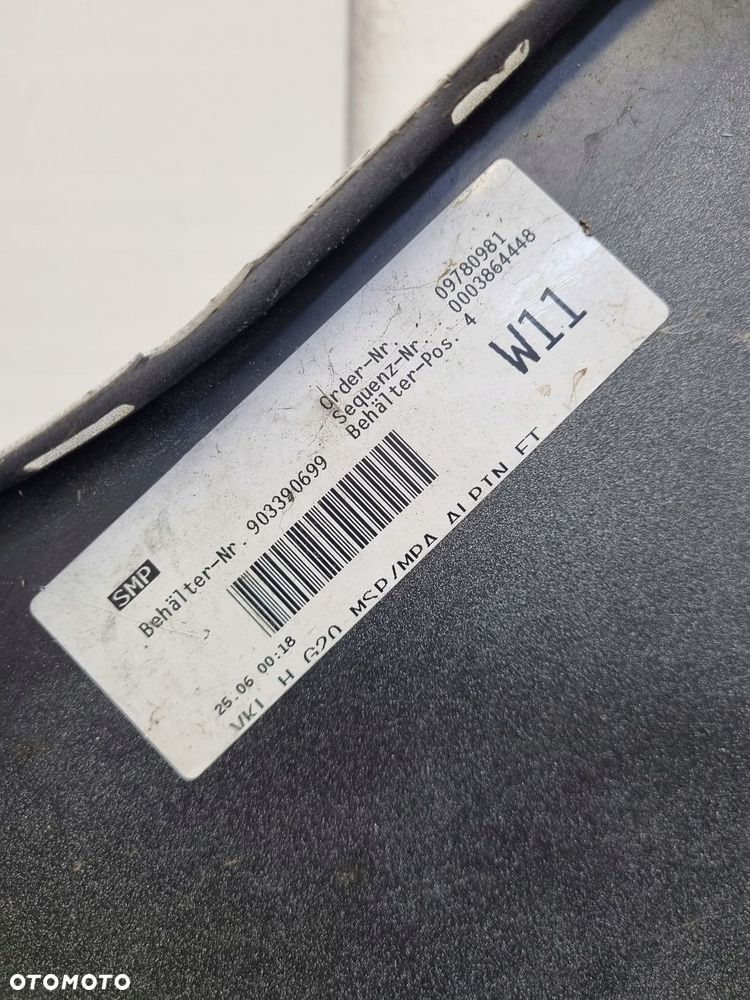 Order-Nr. 09780981
Sequenz-Nr. 0003864448
Behälter-Pos. 4
W11
SMP
Behälter-Nr. 903390699
25.06 00:18
VKL H G20 MSP/MPA ALPIN FT
OTOMOTO